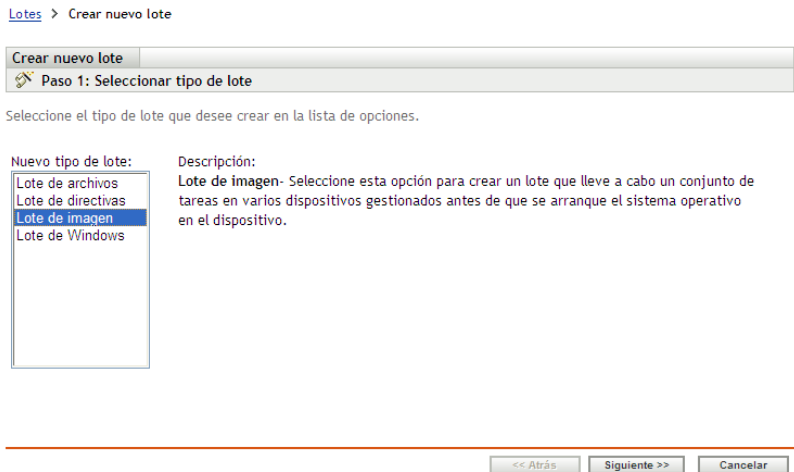 Lotes > Crear nuevo lote
Crear nuevo lote
Paso 1: Seleccionar tipo de lote
Seleccione el tipo de lote que desee crear en la lista de opciones.
Nuevo tipo de lote:
Lote de archivos
Lote de directivas
Lote de imagen
Lote de Windows
Descripción:
Lote de imagen- Seleccione esta opción para crear un lote que lleve a cabo un conjunto de
tareas en varios dispositivos gestionados antes de que se arranque el sistema operativo
en el dispositivo.
<< Atrás Siguiente >> Cancelar